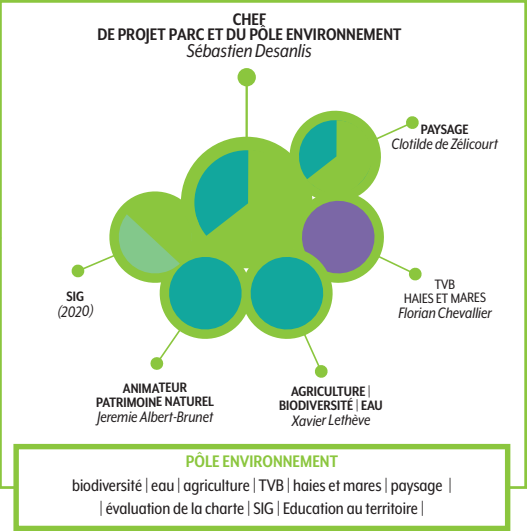 CHEF
DE PROJET PARC ET DU PÔLE ENVIRONNEMENT
Sébastien Desanlis
PAYSAGE
Clotilde de Zélicourt
TVB
HAIES ET MARES
Florian Chevallier
SIG
(2020)
ANIMATEUR
PATRIMOINE NATUREL
Jeremie Albert-Brunet
AGRICULTURE |
BIODIVERSITÉ | EAU
Xavier Lethève
PÔLE ENVIRONNEMENT
biodiversité | eau | agriculture | TVB | haies et mares | paysage |
| évaluation de la charte | SIG | Education au territoire |